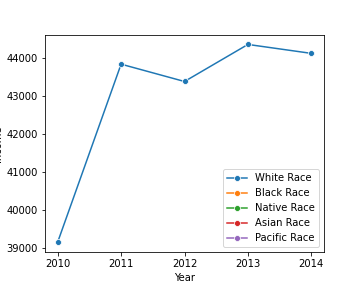 44000
43000
42000
41000
40000
39000
2010 2011 2012 2013 2014
Year
White Race
Black Race
Native Race
Asian Race
Pacific Race